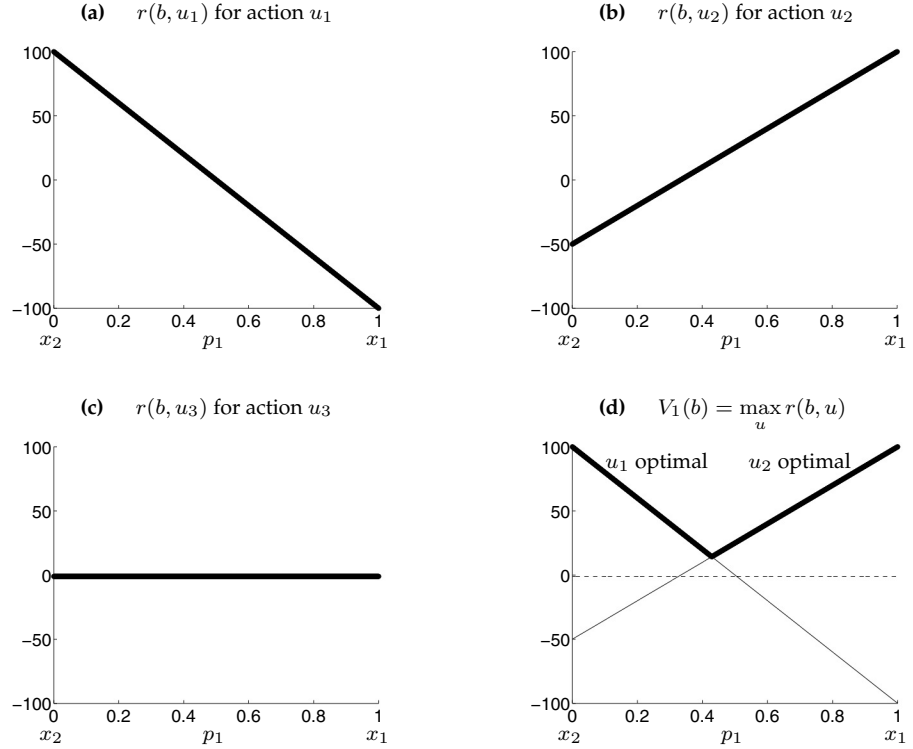 (a) r(b, u₁) for action u₁
100
50
0
−50
−100
0 0.2 0.4 0.6 0.8 1
x₂ p₁ x₁
(b) r(b, u₂) for action u₂
100
50
0
−50
−100
0 0.2 0.4 0.6 0.8 1
x₂ p₁ x₁
(c) r(b, u₃) for action u₃
100
50
0
−50
−100
0 0.2 0.4 0.6 0.8 1
x₂ p₁ x₁
(d) V₁(b) = max r(b, u)
u
u₁ optimal u₂ optimal
100
50
0
−50
−100
0 0.2 0.4 0.6 0.8 1
x₂ p₁ x₁